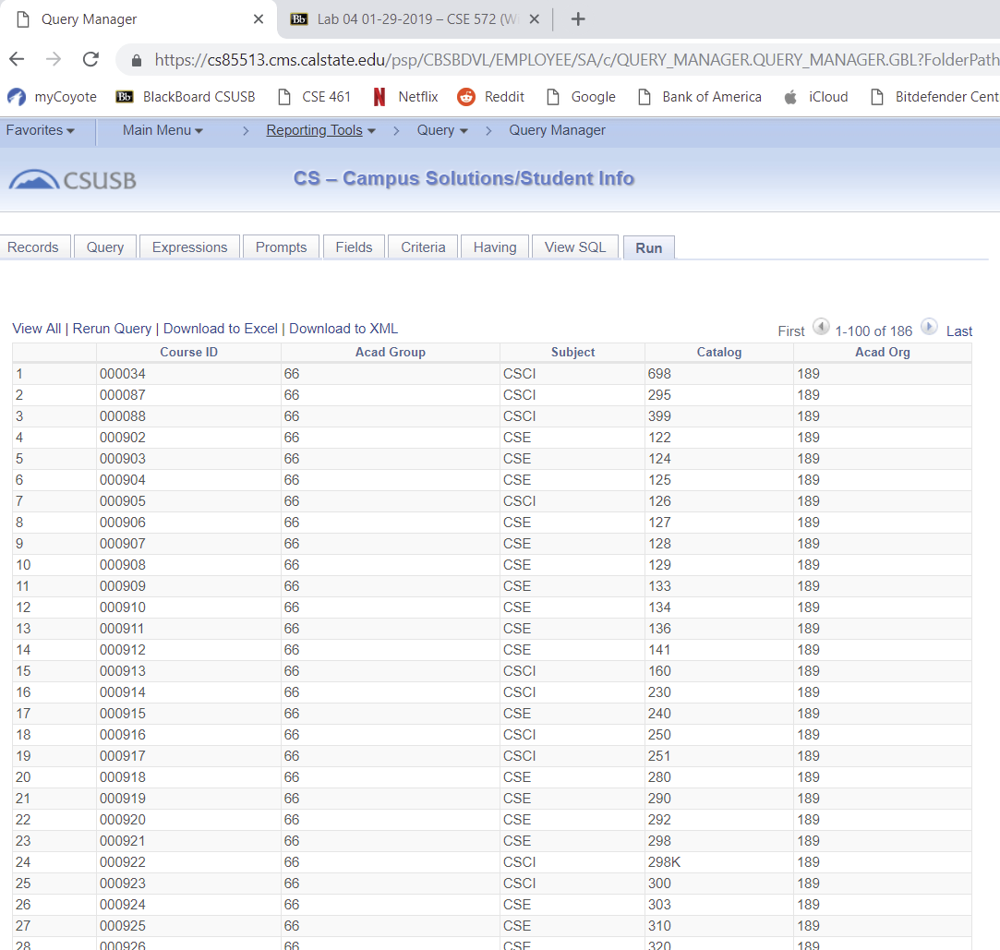 Query Manager
Lab 04 01-29-2019 – CSE 572 (Wi
https://cs85513.cms.calstate.edu/psp/CBSBDVL/EMPLOYEE/SA/c/QUERY_MANAGER.QUERY_MANAGER.GBL?FolderPath
myCoyote Bb BlackBoard CSUSB CSE 461 Netflix Reddit Google Bank of America iCloud Bitdefender Cent
Favorites Main Menu > Reporting Tools > Query > Query Manager
CSUSB CS – Campus Solutions/Student Info
Records Query Expressions Prompts Fields Criteria Having View SQL Run
View All | Rerun Query | Download to Excel | Download to XML First 1-100 of 186 Last
Course ID Acad Group Subject Catalog Acad Org
1 000034 66 CSCI 698 189
2 000087 66 CSCI 295 189
3 000088 66 CSCI 399 189
4 000902 66 CSE 122 189
5 000903 66 CSE 124 189
6 000904 66 CSE 125 189
7 000905 66 CSCI 126 189
8 000906 66 CSE 127 189
9 000907 66 CSE 128 189
10 000908 66 CSE 129 189
11 000909 66 CSE 133 189
12 000910 66 CSE 134 189
13 000911 66 CSE 136 189
14 000912 66 CSE 141 189
15 000913 66 CSCI 160 189
16 000914 66 CSCI 230 189
17 000915 66 CSE 240 189
18 000916 66 CSCI 250 189
19 000917 66 CSCI 251 189
20 000918 66 CSE 280 189
21 000919 66 CSE 290 189
22 000920 66 CSE 292 189
23 000921 66 CSE 298 189
24 000922 66 CSCI 298K 189
25 000923 66 CSCI 300 189
26 000924 66 CSE 303 189
27 000925 66 CSE 310 189
28 000926 66 CSE 320 189